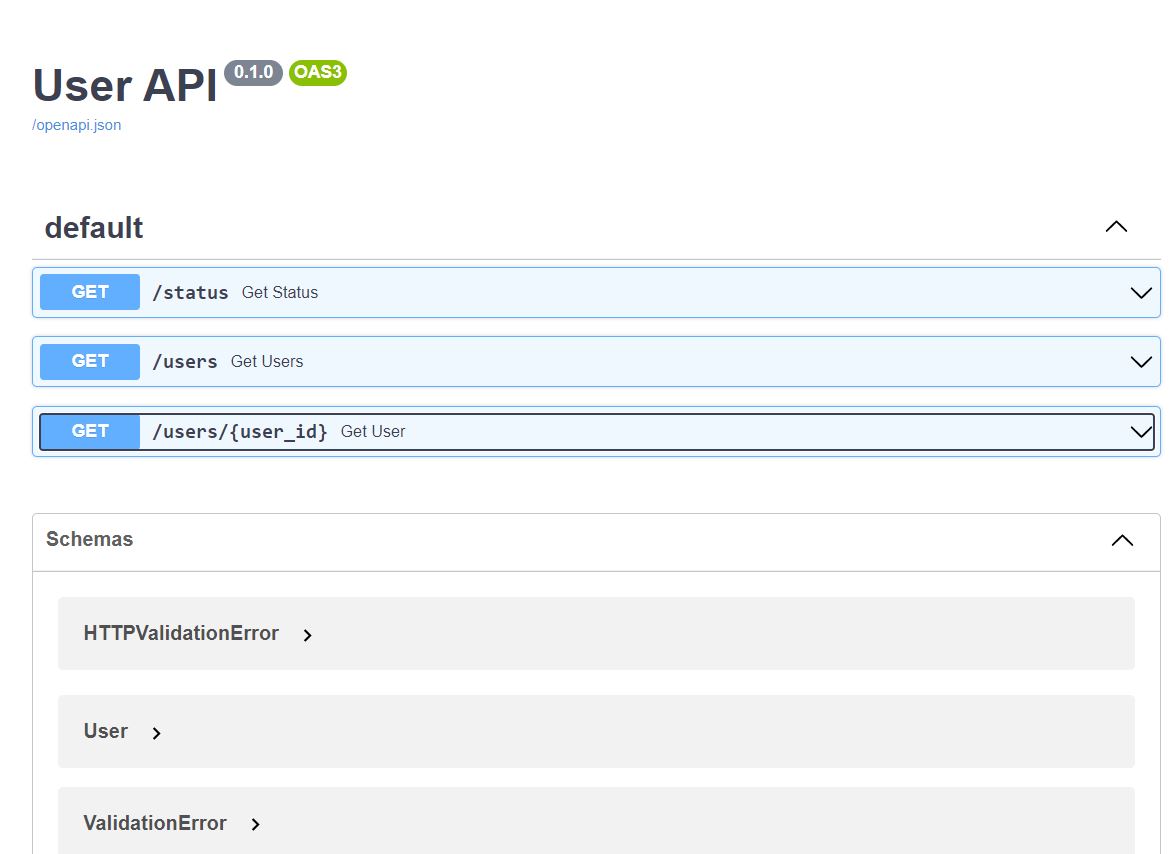 User API 0.1.0 OAS3
/openapi.json
default
GET /status Get Status
GET /users Get Users
GET /users/{user_id} Get User
Schemas
HTTPValidationError
User
ValidationError